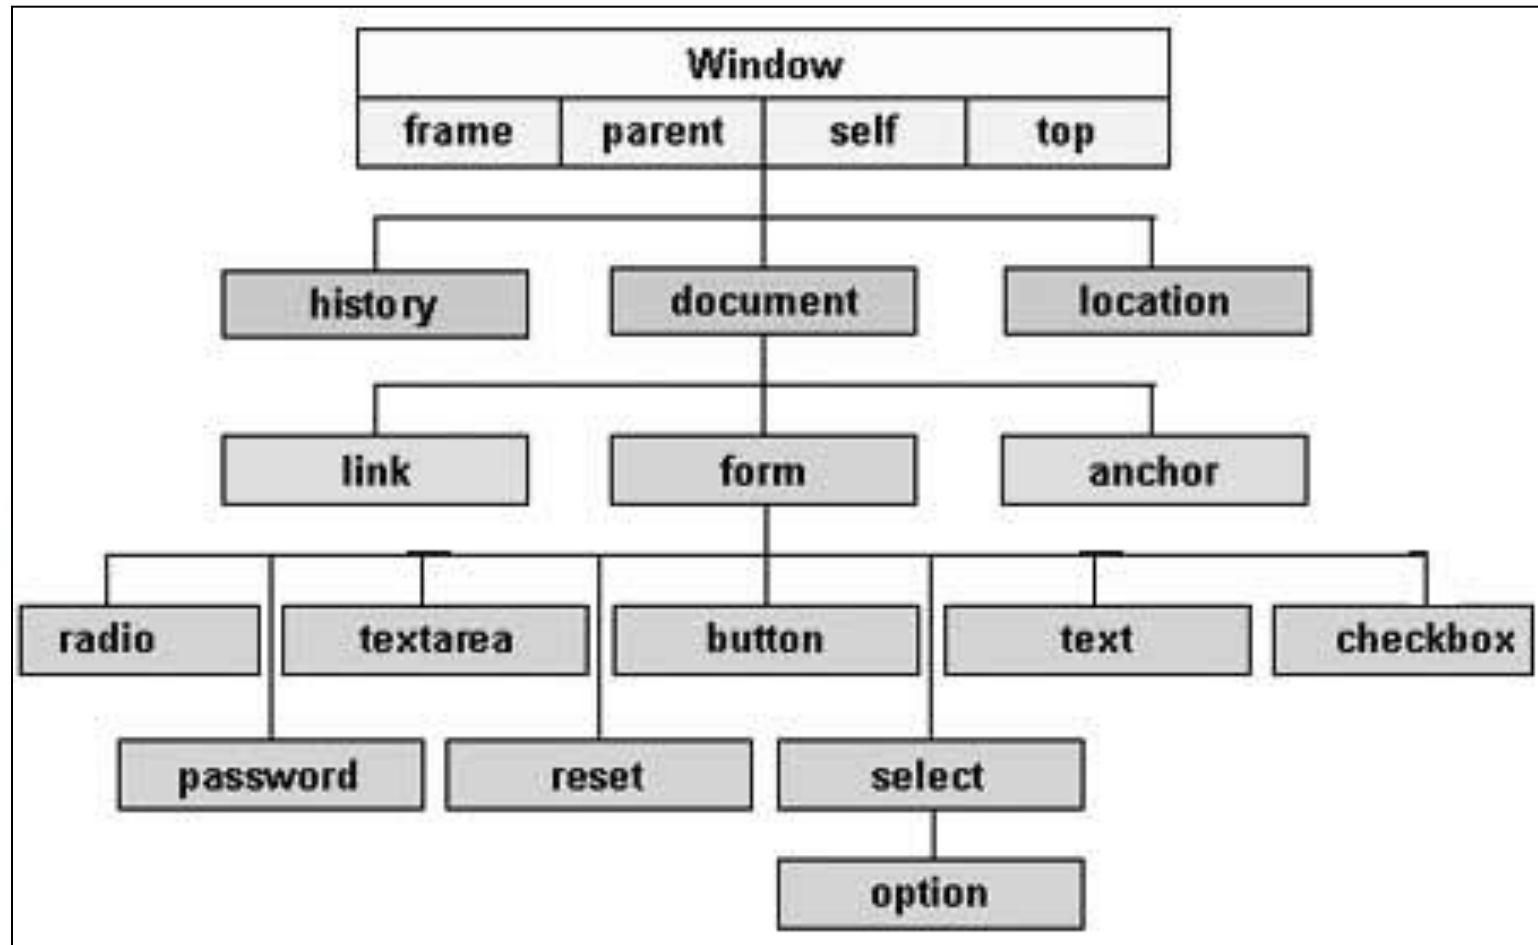 Window
frame parent self top
history document location
link form anchor
radio textarea button text checkbox
password reset select
option